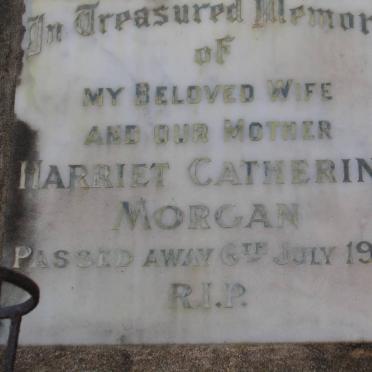 In Treasured Memor
of
MY BELOVED WIFE
AND OUR MOTHER
HARRIET CATHERIN
MORGAN
PASSED AWAY 6TH JULY 19
R.I.P.